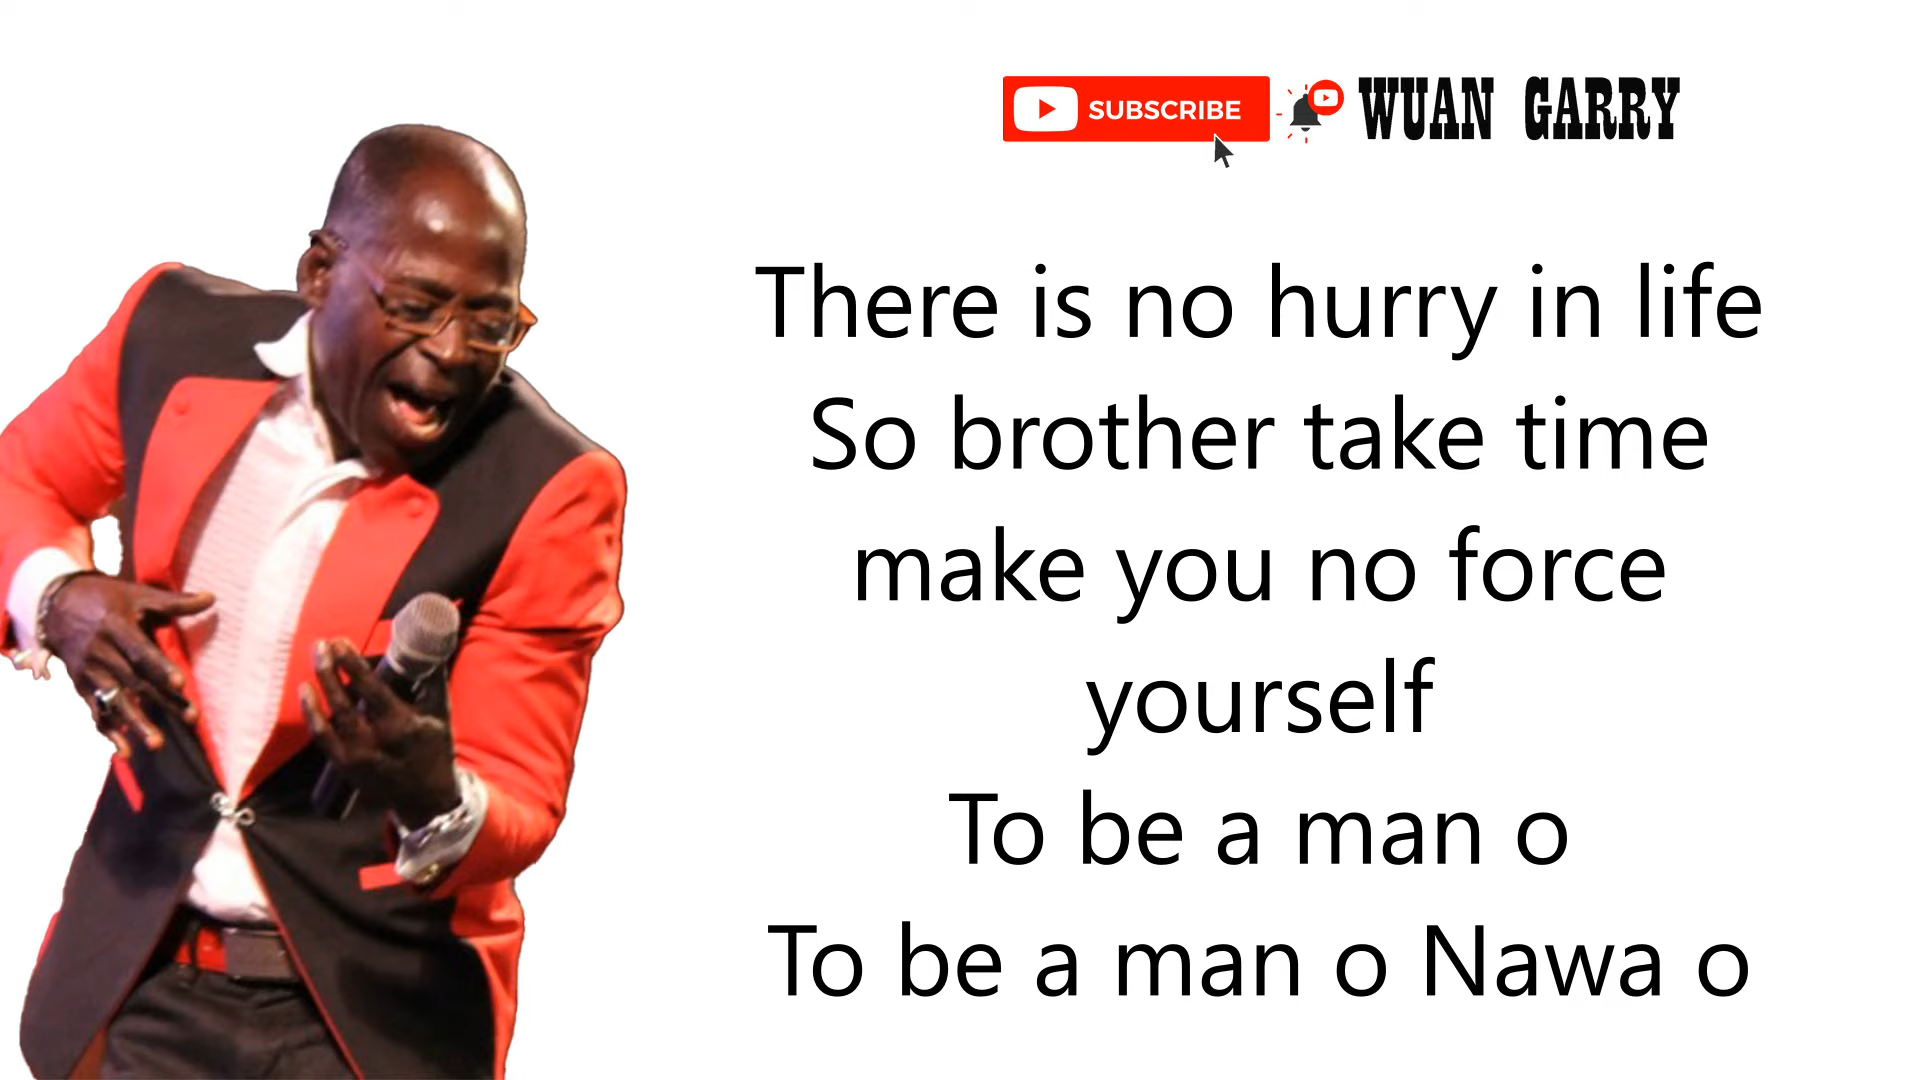 SUBSCRIBE WUAN GARRY
There is no hurry in life
So brother take time
make you no force
yourself
To be a man o
To be a man o Nawa o